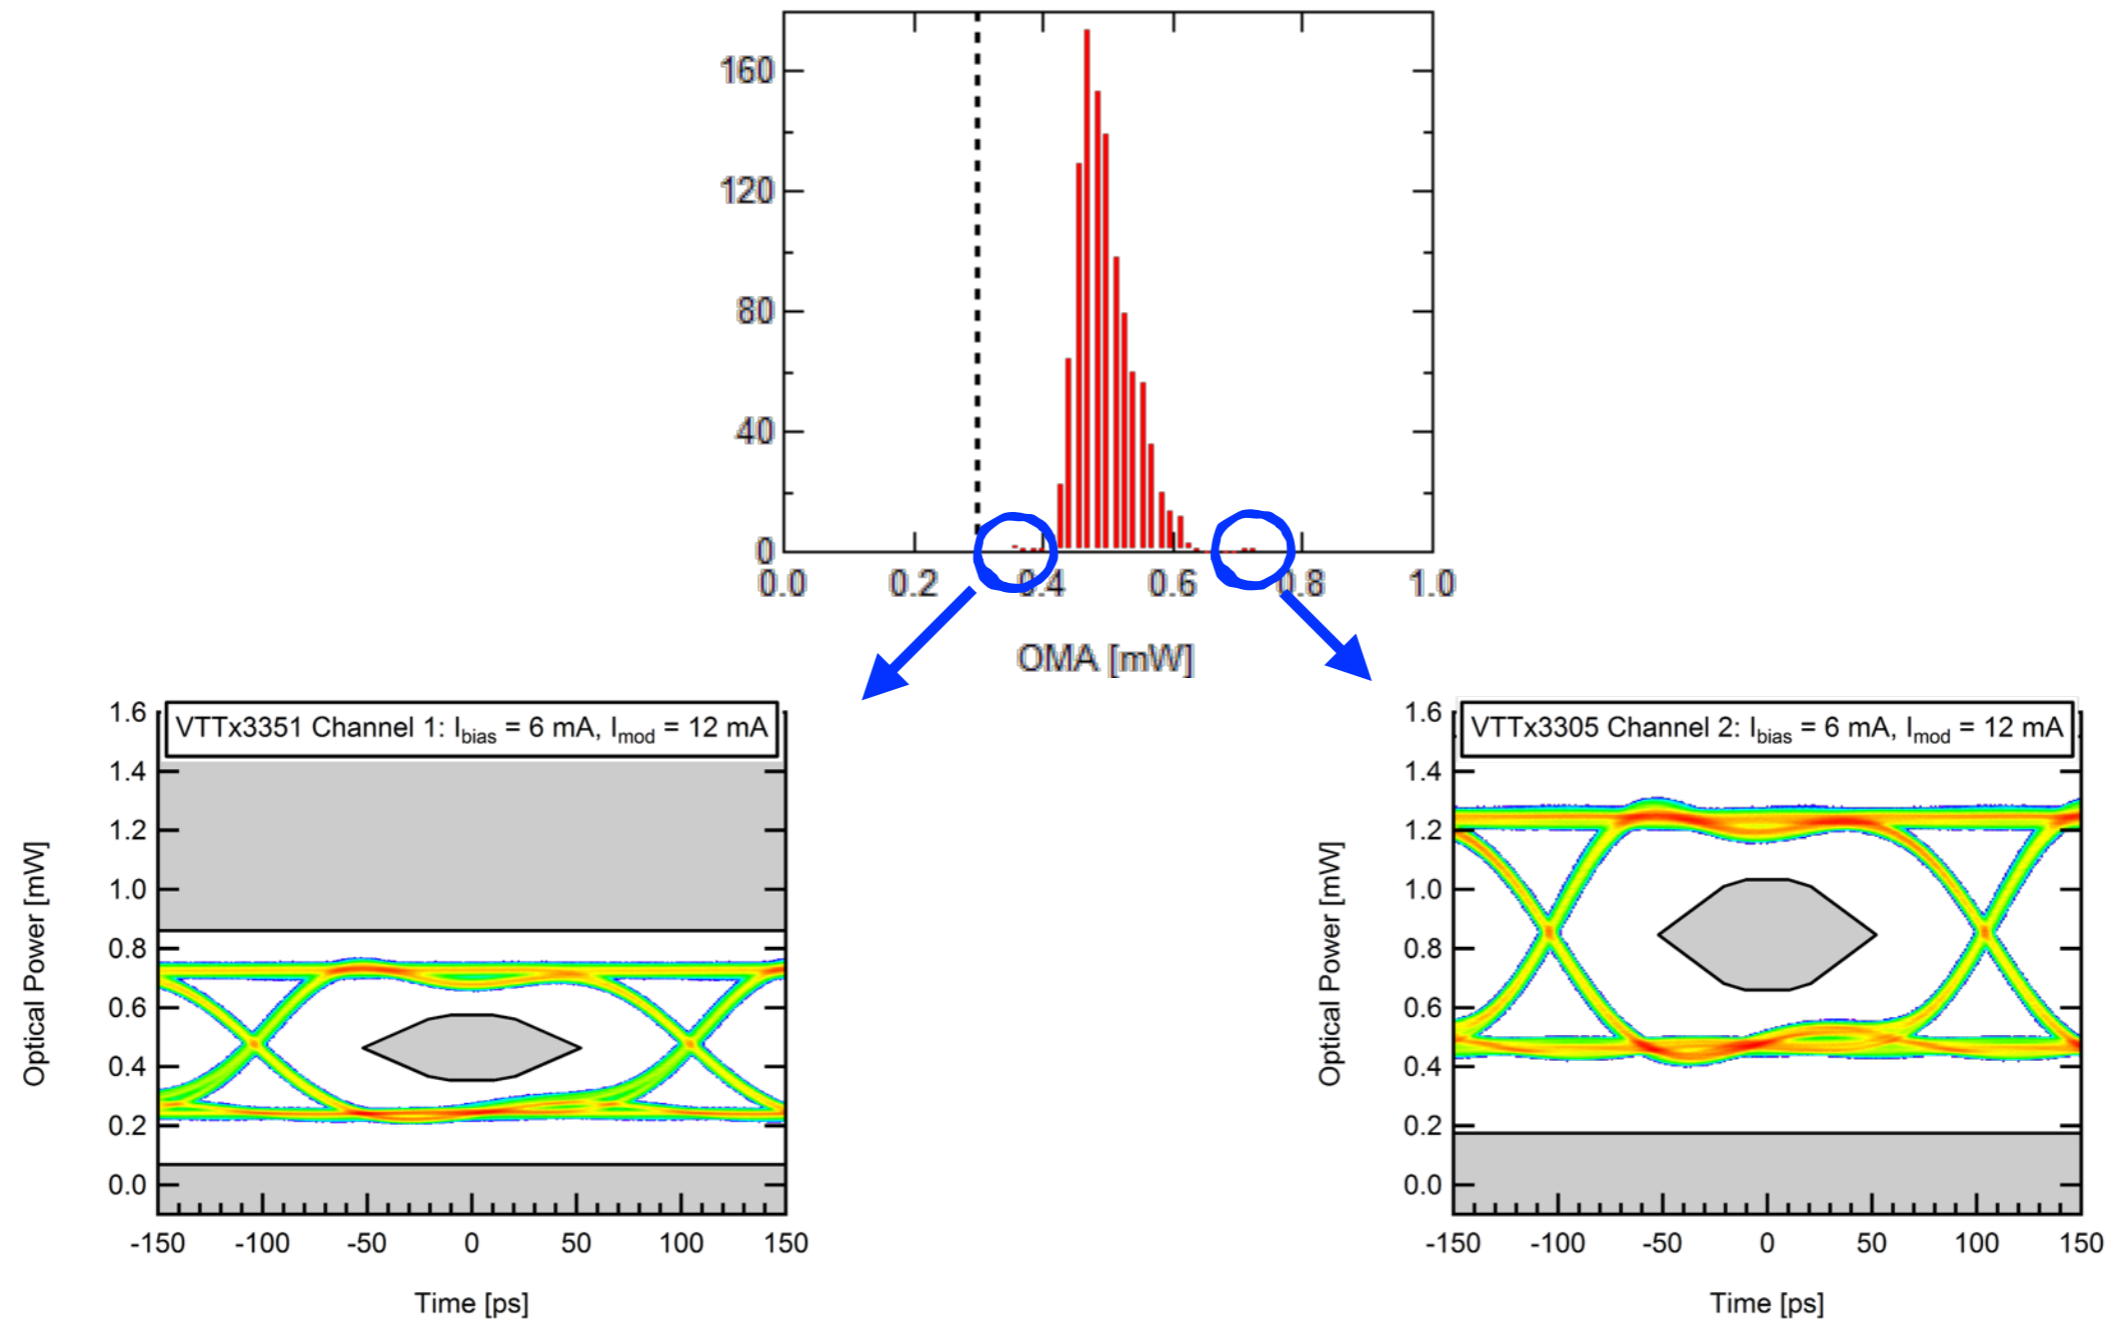 160
120
80
40
0
0.0 0.2 0.4 0.6 0.8 1.0
OMA [mW]
VTTx3351 Channel 1: Ibias = 6 mA, Imod = 12 mA
1.6
1.4
1.2
1.0
0.8
0.6
0.4
0.2
0.0
Optical Power [mW]
-150 -100 -50 0 50 100 150
Time [ps]
VTTx3305 Channel 2: Ibias = 6 mA, Imod = 12 mA
1.6
1.4
1.2
1.0
0.8
0.6
0.4
0.2
0.0
Optical Power [mW]
-150 -100 -50 0 50 100 150
Time [ps]